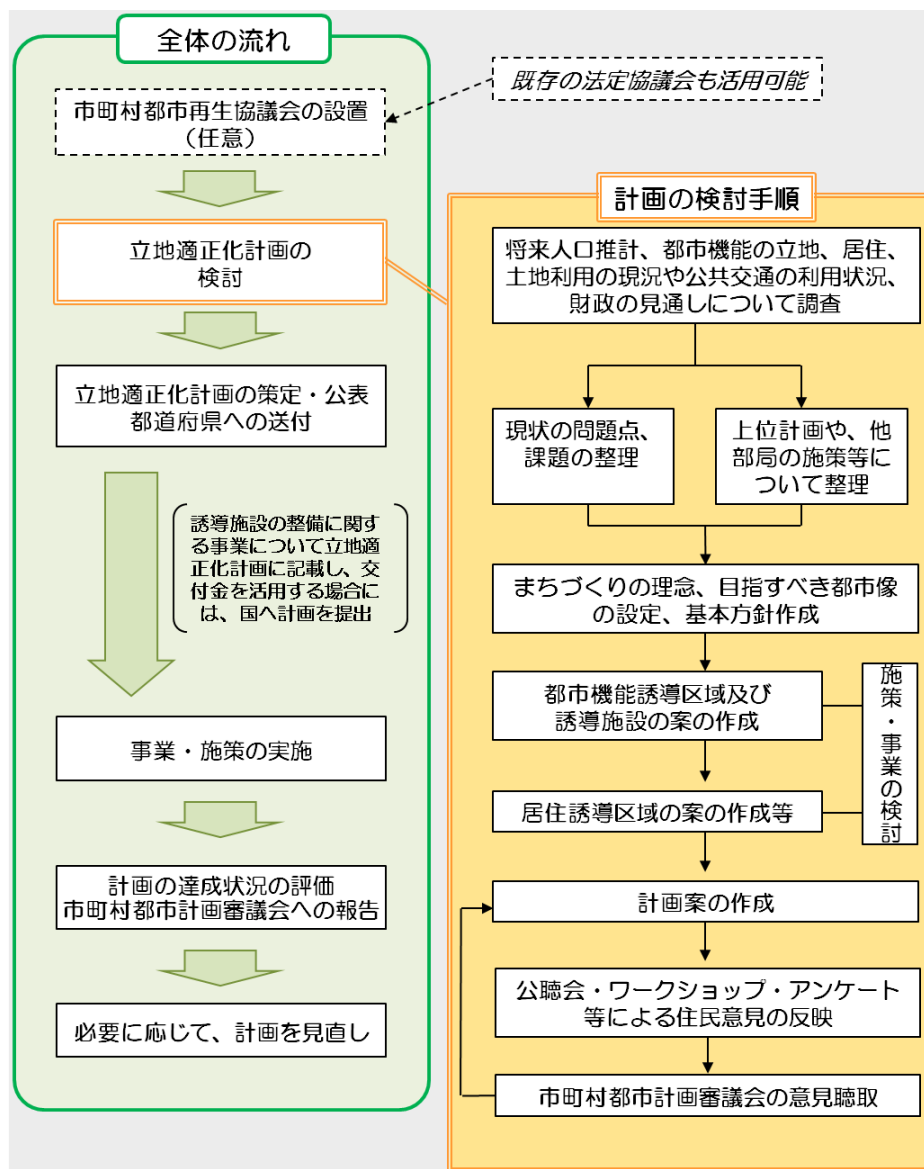 全体の流れ
既存の法定協議会も活用可能
市町村都市再生協議会の設置
（任意）
立地適正化計画の
検討
立地適正化計画の策定・公表
都道府県への送付
誘導施設の整備に関す
る事業について立地適
正化計画に記載し、交
付金を活用する場合に
は、国へ計画を提出
事業・施策の実施
計画の達成状況の評価
市町村都市計画審議会への報告
必要に応じて、計画を見直し
計画の検討手順
将来人口推計、都市機能の立地、居住、
土地利用の現況や公共交通の利用状況、
財政の見通しについて調査
現状の問題点、
課題の整理
上位計画や、他
部局の施策等に
ついて整理
まちづくりの理念、目指すべき都市像
の設定、基本方針作成
都市機能誘導区域及び
誘導施設の案の作成
施策・事業の検討
居住誘導区域の案の作成等
計画案の作成
公聴会・ワークショップ・アンケート
等による住民意見の反映
市町村都市計画審議会の意見聴取